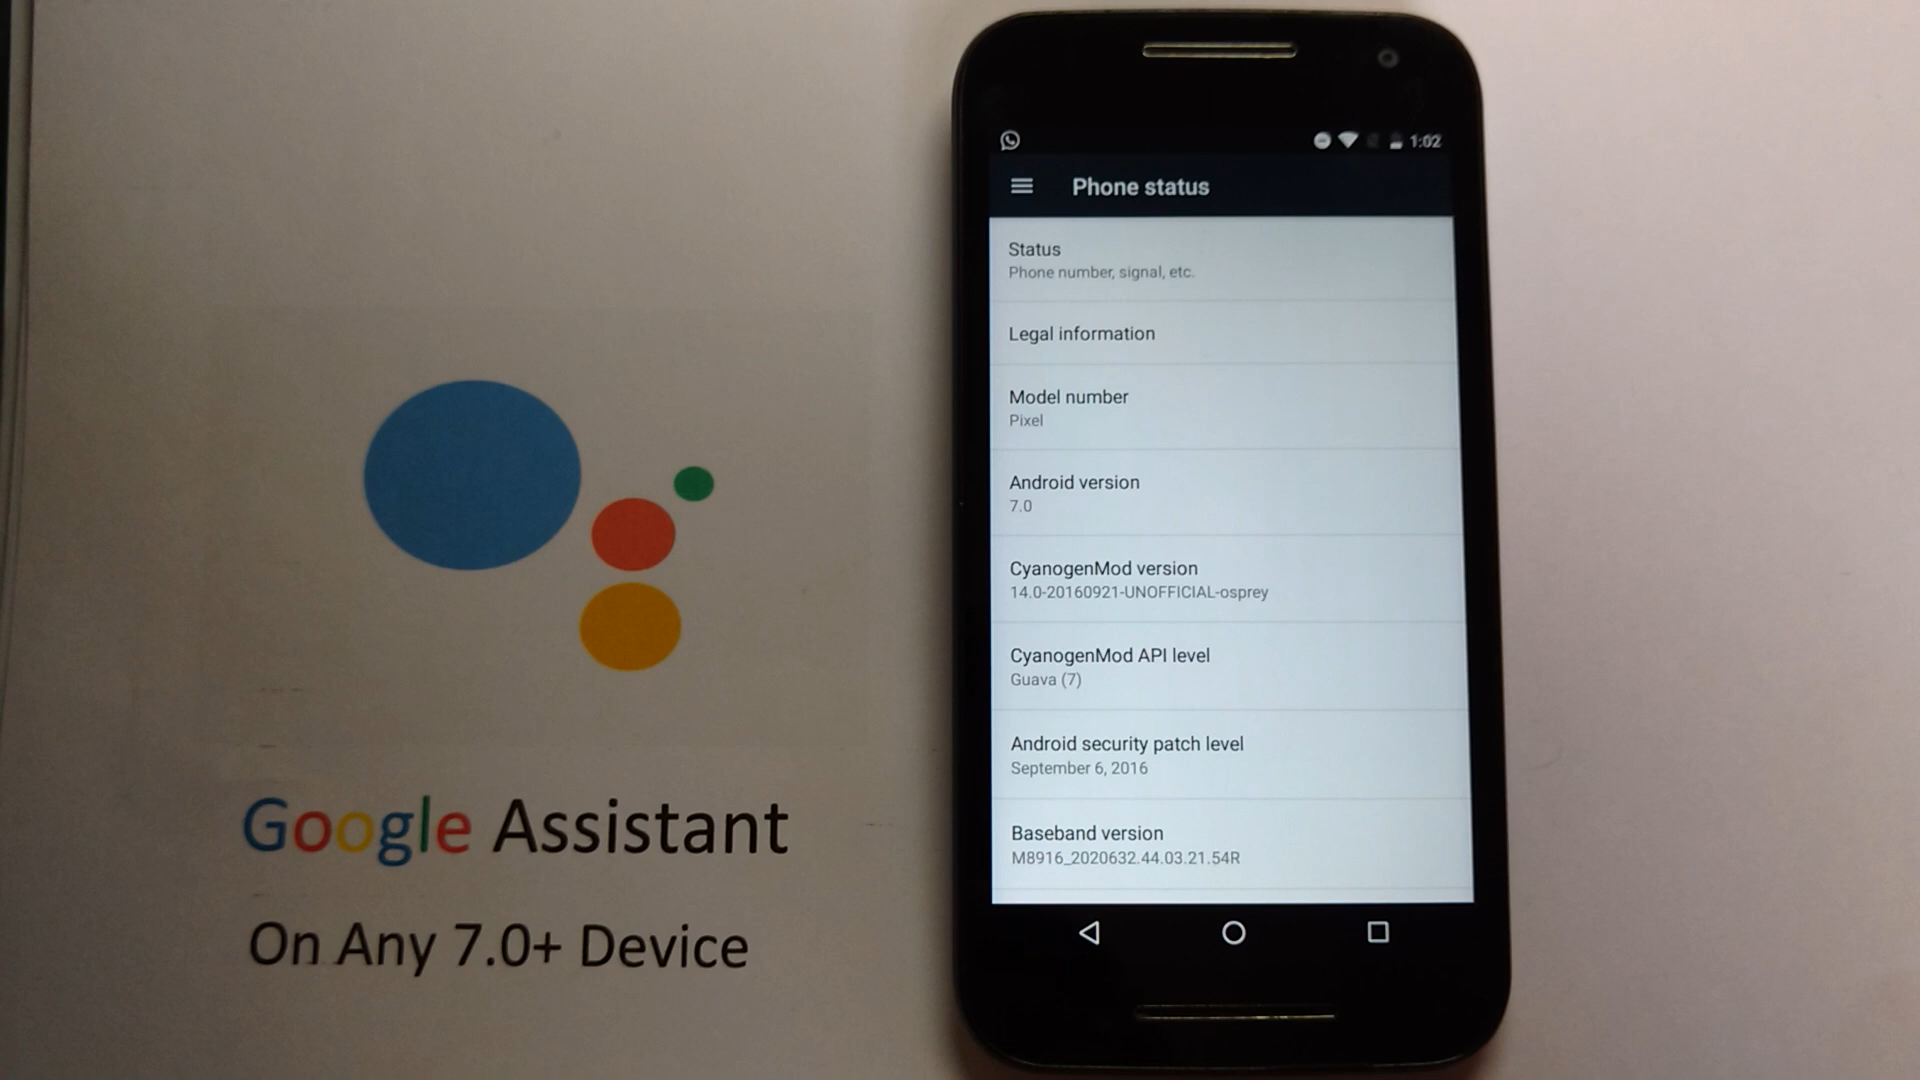 Google Assistant
On Any 7.0+ Device
1:02
Phone status
Status
Phone number, signal, etc.
Legal information
Model number
Pixel
Android version
7.0
CyanogenMod version
14.0-20160921-UNOFFICIAL-osprey
CyanogenMod API level
Guava (7)
Android security patch level
September 6, 2016
Baseband version
M8916_2020632.44.03.21.54R